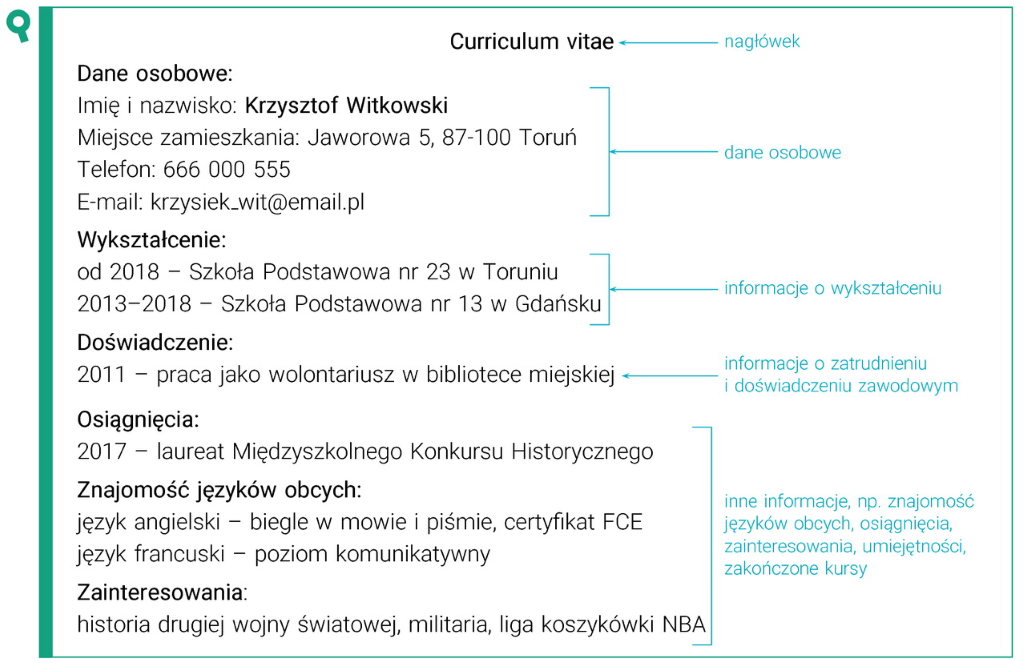 Curriculum vitae
nagłówek
Dane osobowe:
Imię i nazwisko: Krzysztof Witkowski
Miejsce zamieszkania: Jaworowa 5, 87-100 Toruń
Telefon: 666 000 555
E-mail: krzysiek_wit@email.pl
dane osobowe
Wykształcenie:
od 2018 – Szkoła Podstawowa nr 23 w Toruniu
2013–2018 – Szkoła Podstawowa nr 13 w Gdańsku
informacje o wykształceniu
Doświadczenie:
2011 – praca jako wolontariusz w bibliotece miejskiej
informacje o zatrudnieniu
i doświadczeniu zawodowym
Osiągnięcia:
2017 – laureat Międzyszkolnego Konkursu Historycznego
Znajomość języków obcych:
język angielski – biegle w mowie i piśmie, certyfikat FCE
język francuski – poziom komunikatywny
Zainteresowania:
historia drugiej wojny światowej, militaria, liga koszykówki NBA
inne informacje, np. znajomość
języków obcych, osiągnięcia,
zainteresowania, umiejętności,
zakończone kursy